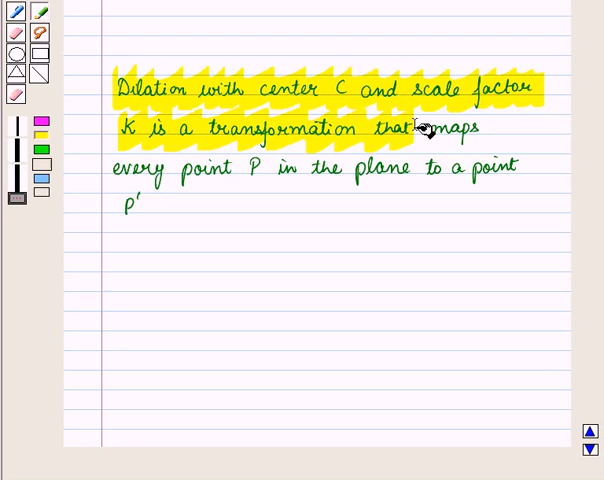 Dilation with center C and scale factor
K is a transformation that maps
every point P in the plane to a point
P'